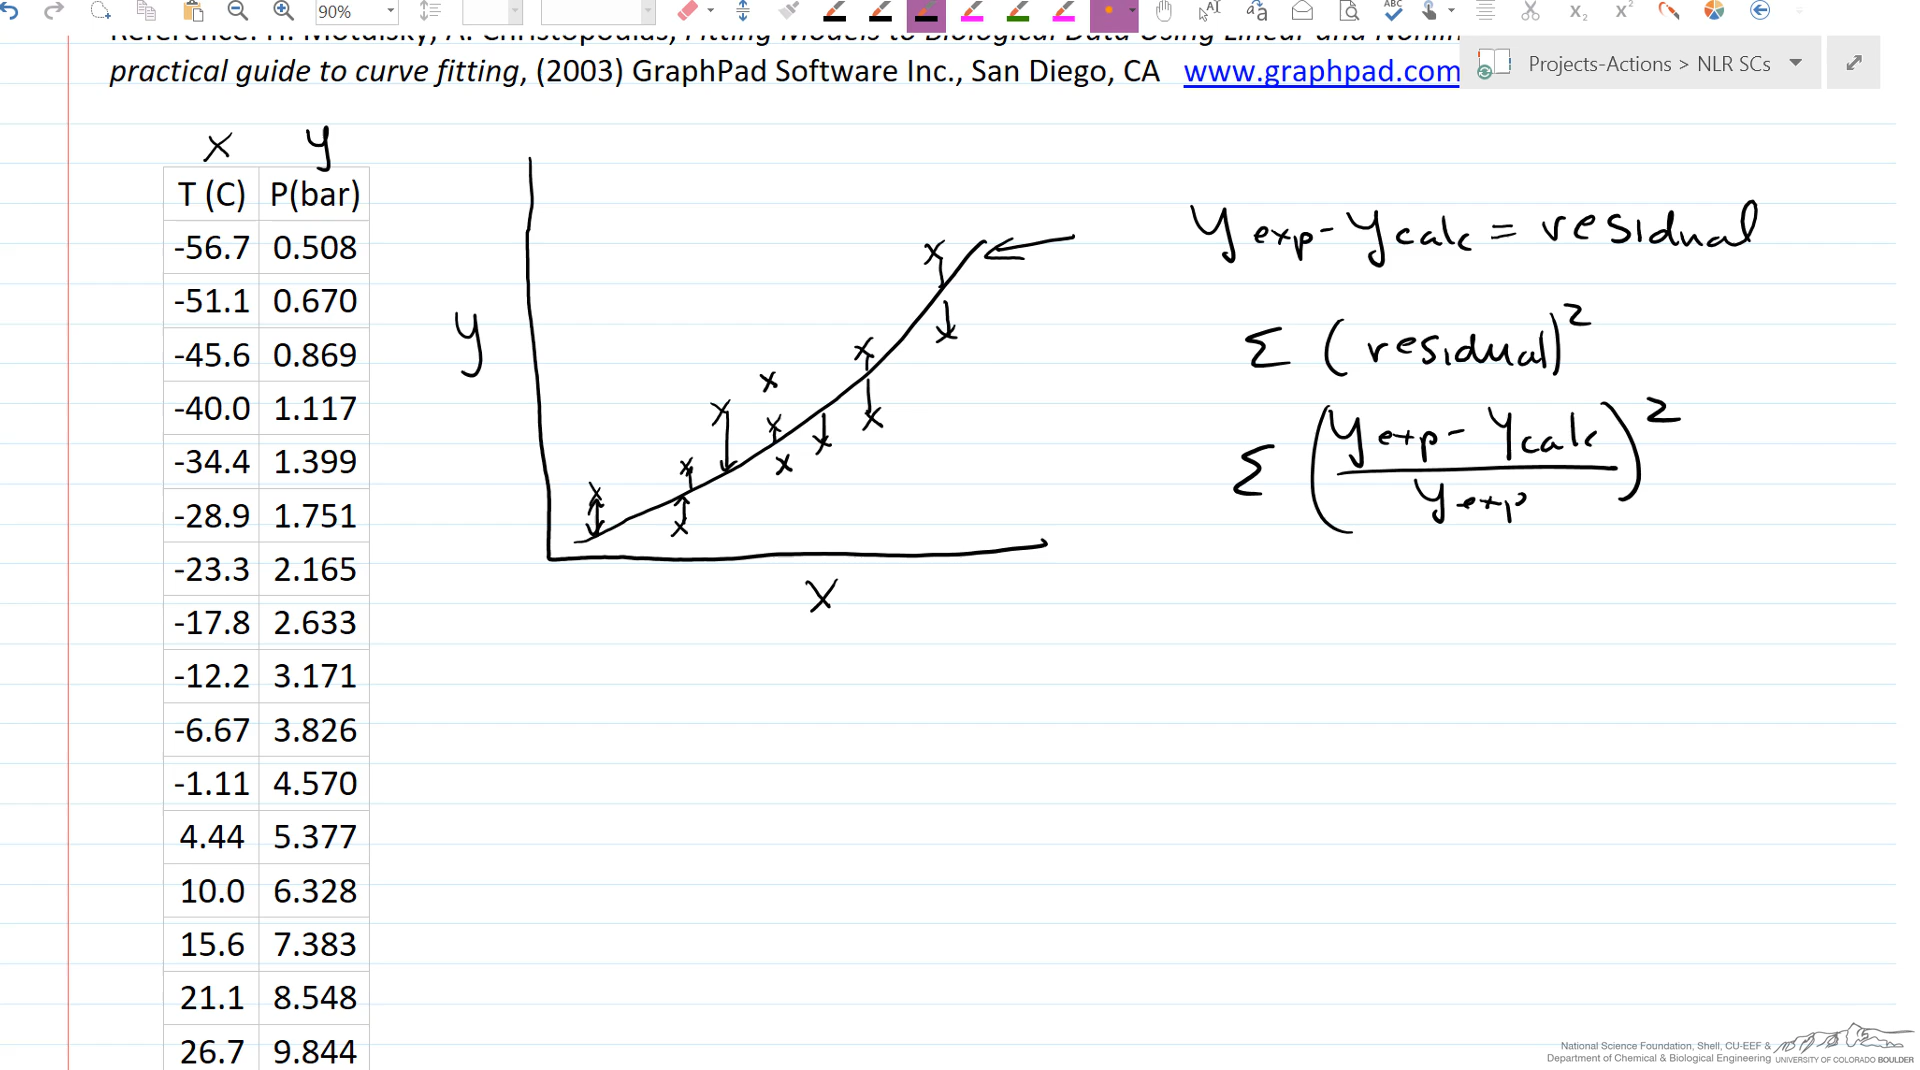 90%
practical guide to curve fitting, (2003) GraphPad Software Inc., San Diego, CA www.graphpad.com
Projects-Actions > NLR SCs
x y
T (C) P(bar)
-56.7 0.508
-51.1 0.670
-45.6 0.869
-40.0 1.117
-34.4 1.399
-28.9 1.751
-23.3 2.165
-17.8 2.633
-12.2 3.171
-6.67 3.826
-1.11 4.570
4.44 5.377
10.0 6.328
15.6 7.383
21.1 8.548
26.7 9.844
y
x
y exp - y calc = residual
Σ (residual)²
Σ (y exp - y calc / y exp)²
National Science Foundation, Shell, CU-EEF &
Department of Chemical & Biological Engineering
UNIVERSITY OF COLORADO BOULDER